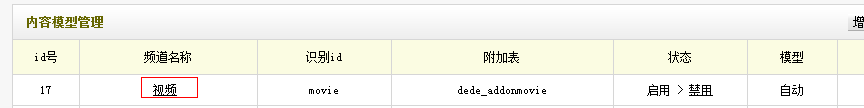 内容模型管理 增
id号 频道名称 识别id 附加表 状态 模型
17 视频 movie dede_addonmovie 启用 > 禁用 自动